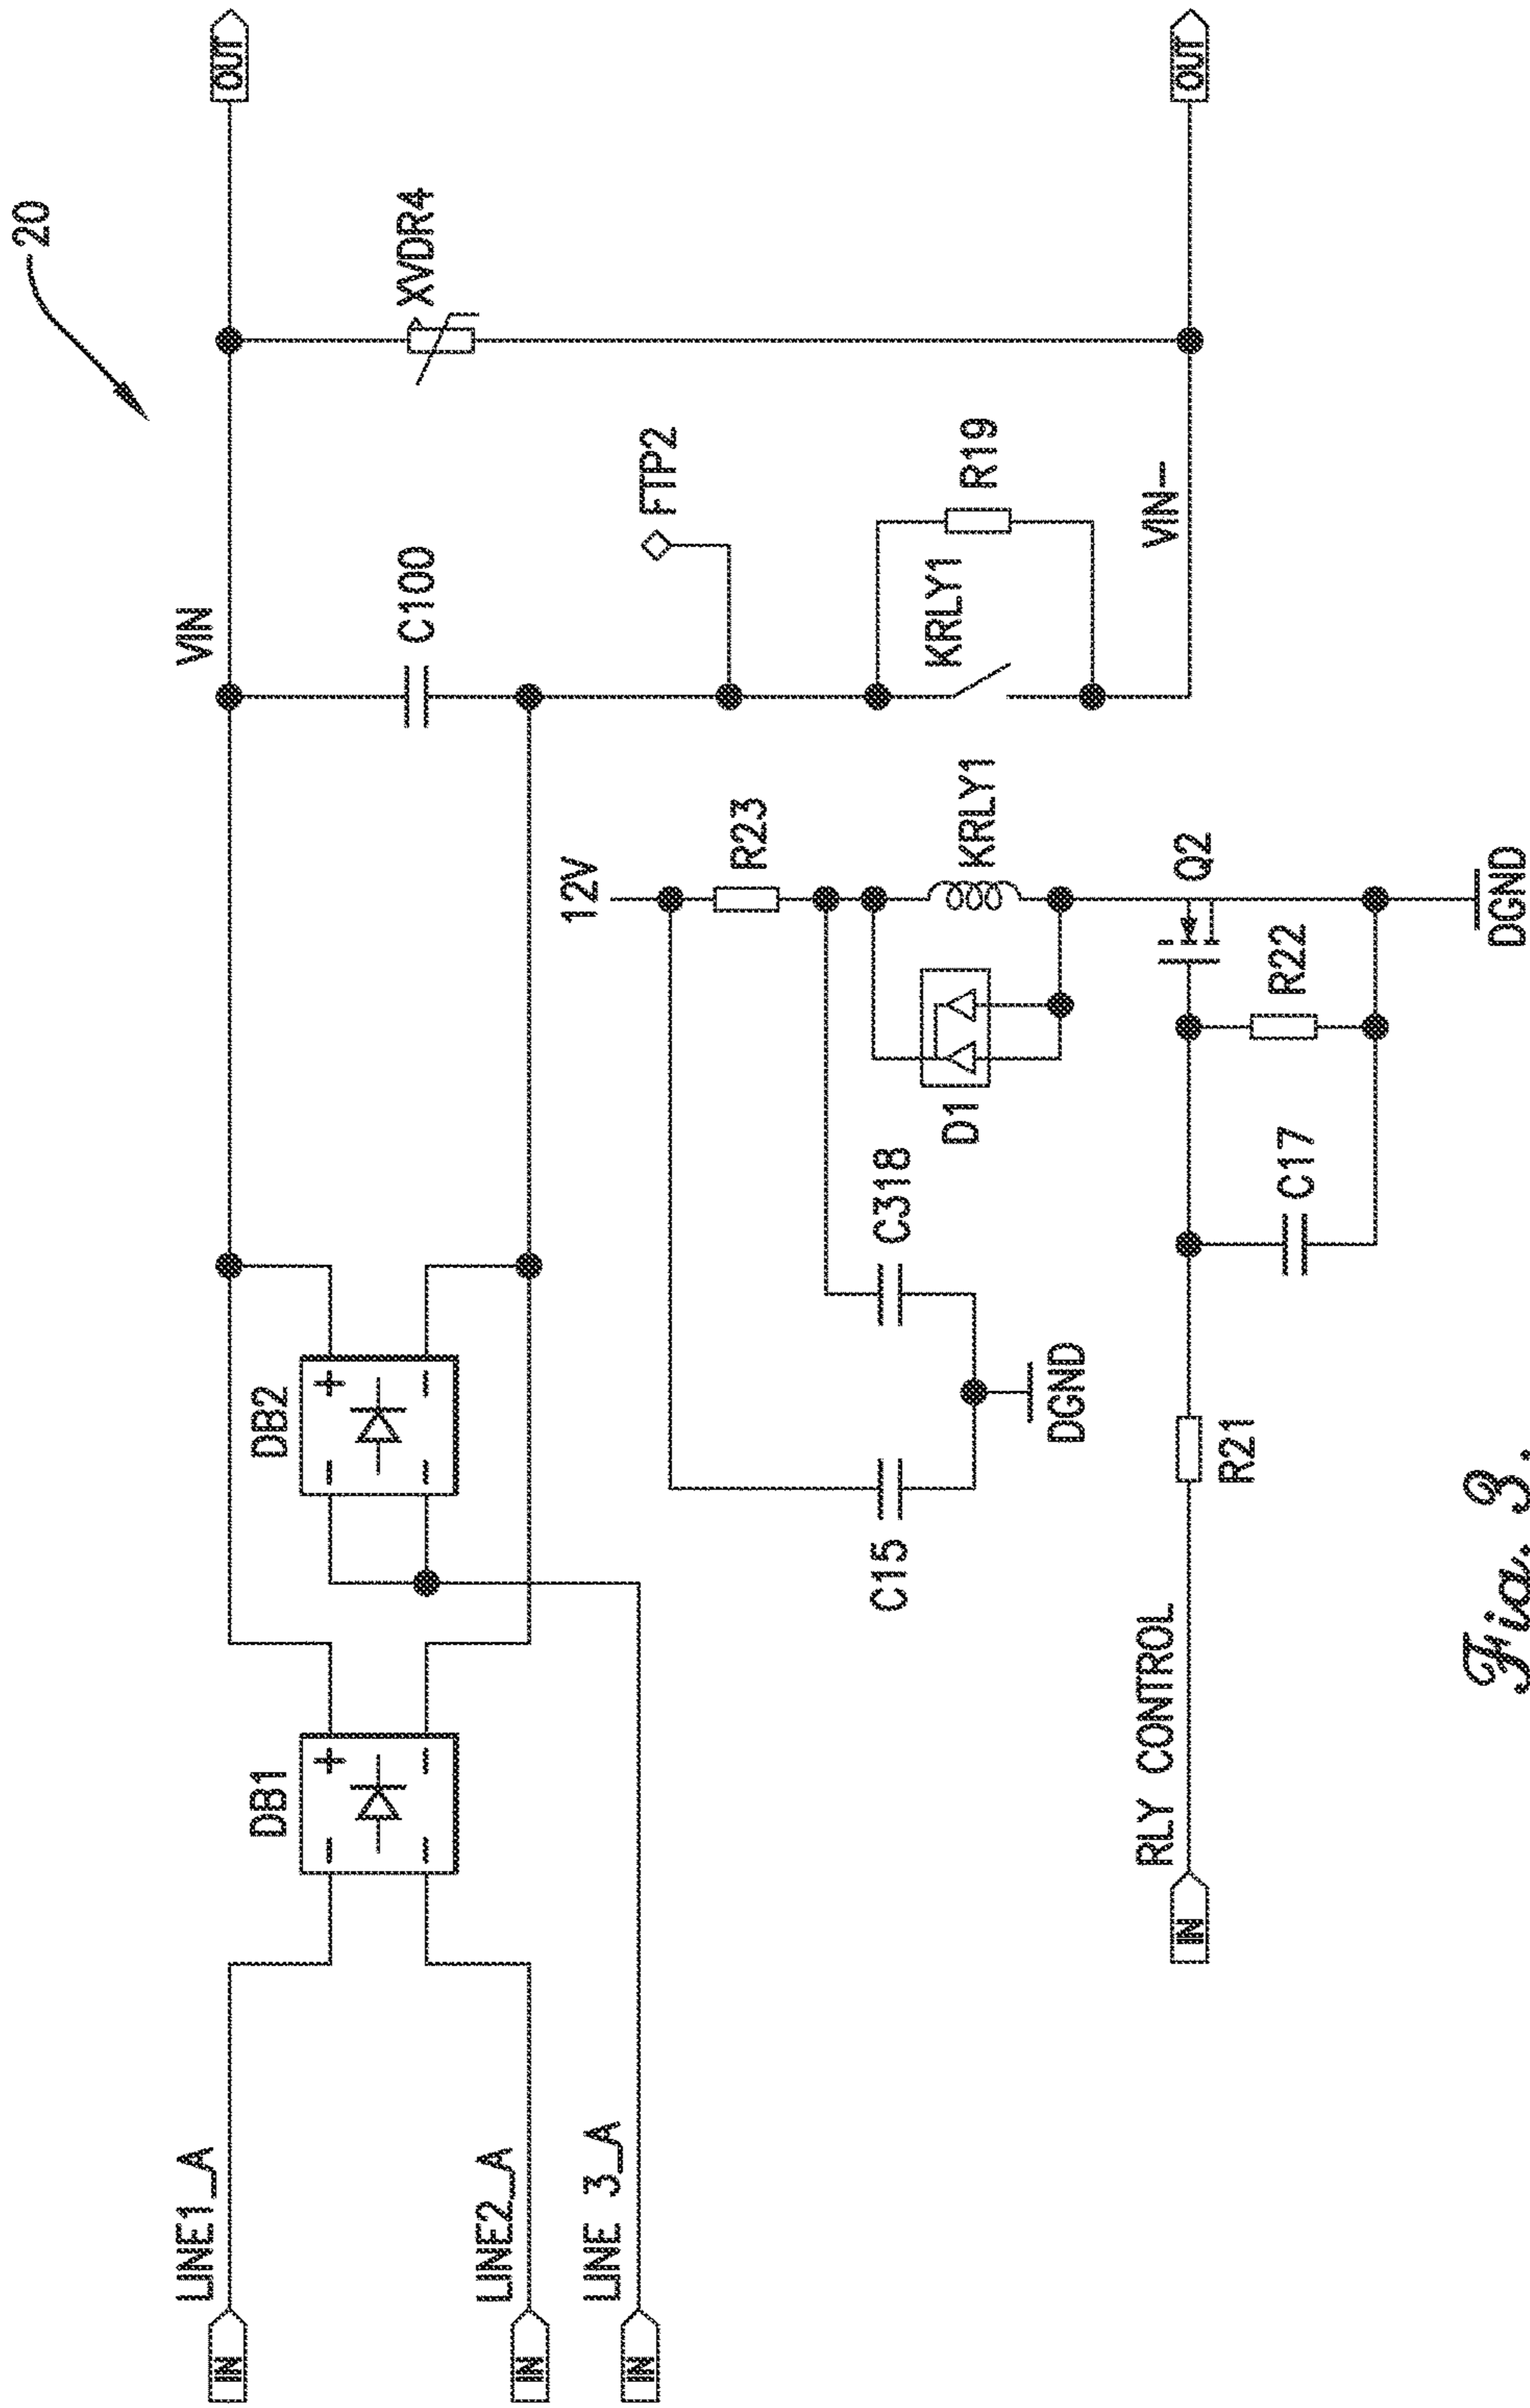 20
OUT
VIN
XVDR4
C100
FTP2
R19
KRLY1
VIN-
OUT
LINE1_A
IN
DB1
+
-
-
-
DB2
+
-
-
-
LINE2_A
IN
LINE 3_A
IN
12V
R23
C15
C318
DGND
D1
KRLY1
Q2
R22
C17
DGND
RLY CONTROL
IN
R21
Fig. 3.